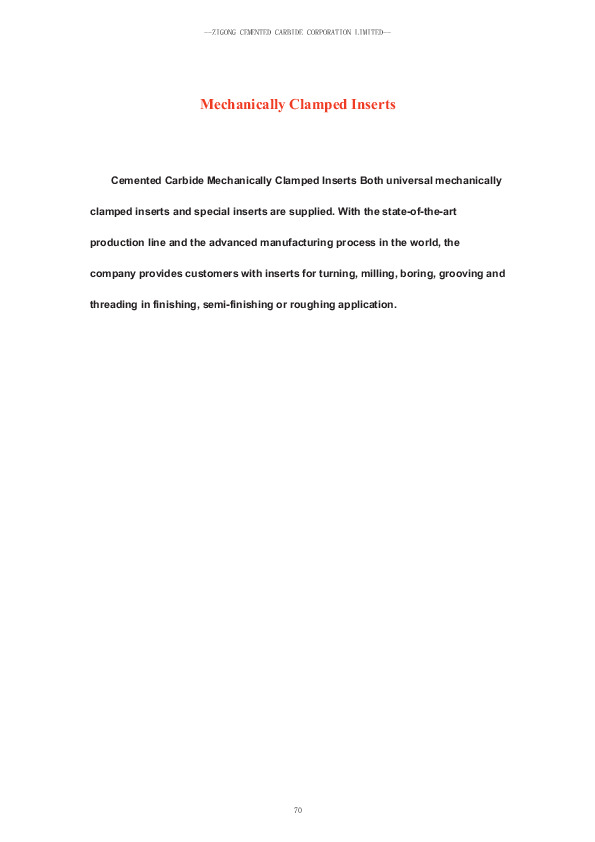 ——ZIGONG CEMENTED CARBIDE CORPORATION LIMITED——
Mechanically Clamped Inserts
Cemented Carbide Mechanically Clamped Inserts Both universal mechanically
clamped inserts and special inserts are supplied. With the state-of-the-art
production line and the advanced manufacturing process in the world, the
company provides customers with inserts for turning, milling, boring, grooving and
threading in finishing, semi-finishing or roughing application.
70